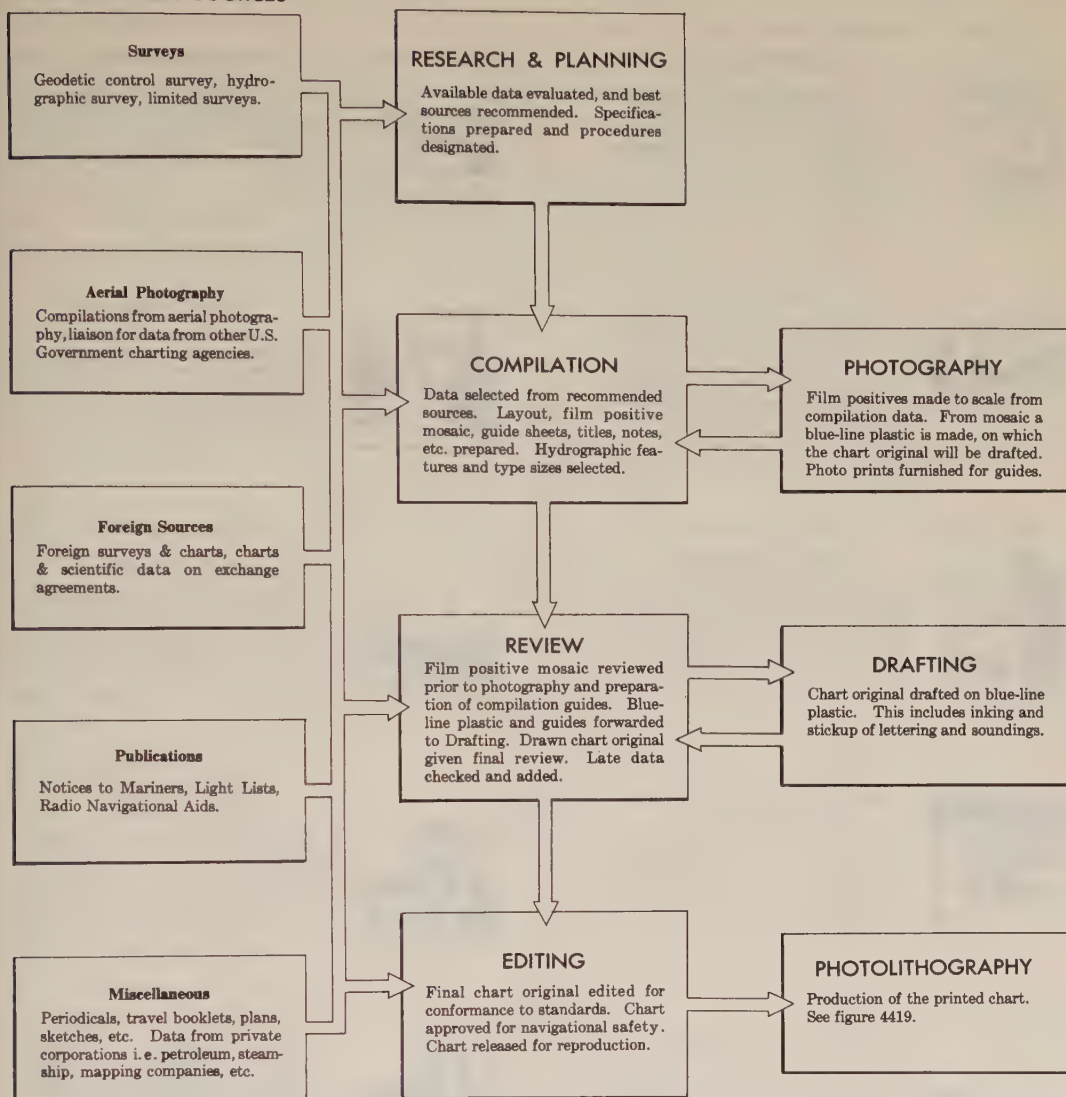 Surveys
Geodetic control survey, hydro-
graphic survey, limited surveys.
RESEARCH & PLANNING
Available data evaluated, and best
sources recommended. Specifica-
tions prepared and procedures
designated.
Aerial Photography
Compilations from aerial photogra-
phy, liaison for data from other U.S.
Government charting agencies.
COMPILATION
Data selected from recommended
sources. Layout, film positive
mosaic, guide sheets, titles, notes,
etc. prepared. Hydrographic fea-
tures and type sizes selected.
PHOTOGRAPHY
Film positives made to scale from
compilation data. From mosaic a
blue-line plastic is made, on which
the chart original will be drafted.
Photo prints furnished for guides.
Foreign Sources
Foreign surveys & charts, charts
& scientific data on exchange
agreements.
REVIEW
Film positive mosaic reviewed
prior to photography and prepara-
tion of compilation guides. Blue-
line plastic and guides forwarded
to Drafting. Drawn chart original
given final review. Late data
checked and added.
DRAFTING
Chart original drafted on blue-line
plastic. This includes inking and
stickup of lettering and soundings.
Publications
Notices to Mariners, Light Lists,
Radio Navigational Aids.
EDITING
Final chart original edited for
conformance to standards. Chart
approved for navigational safety.
Chart released for reproduction.
PHOTOLITHOGRAPHY
Production of the printed chart.
See figure 4419.
Miscellaneous
Periodicals, travel booklets, plans,
sketches, etc. Data from private
corporations i.e. petroleum, steam-
ship, mapping companies, etc.